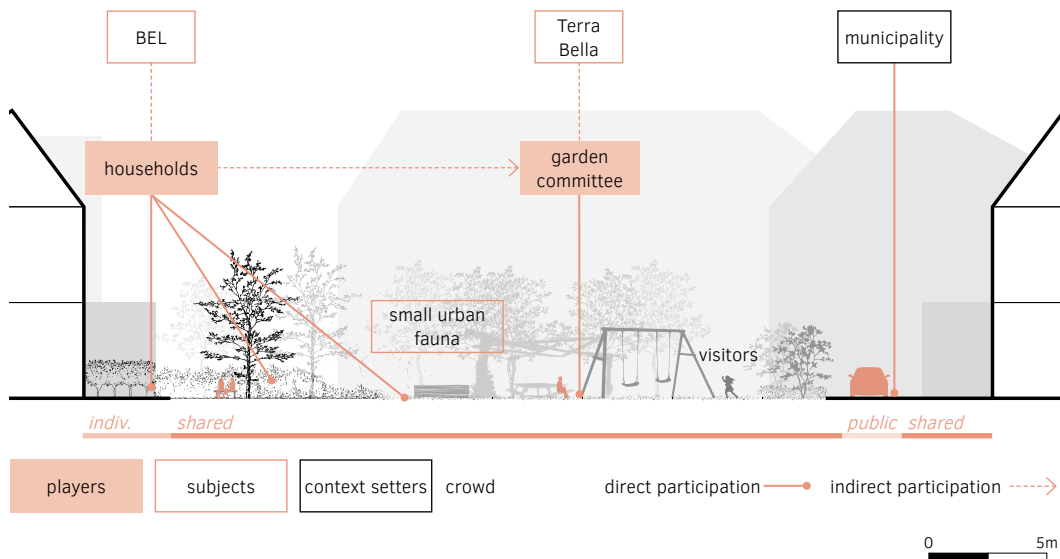 BEL
Terra
Bella
municipality
households
garden
committee
small urban
fauna
visitors
indiv.
shared
public
shared
players
subjects
context setters
crowd
direct participation
indirect participation
0
5m